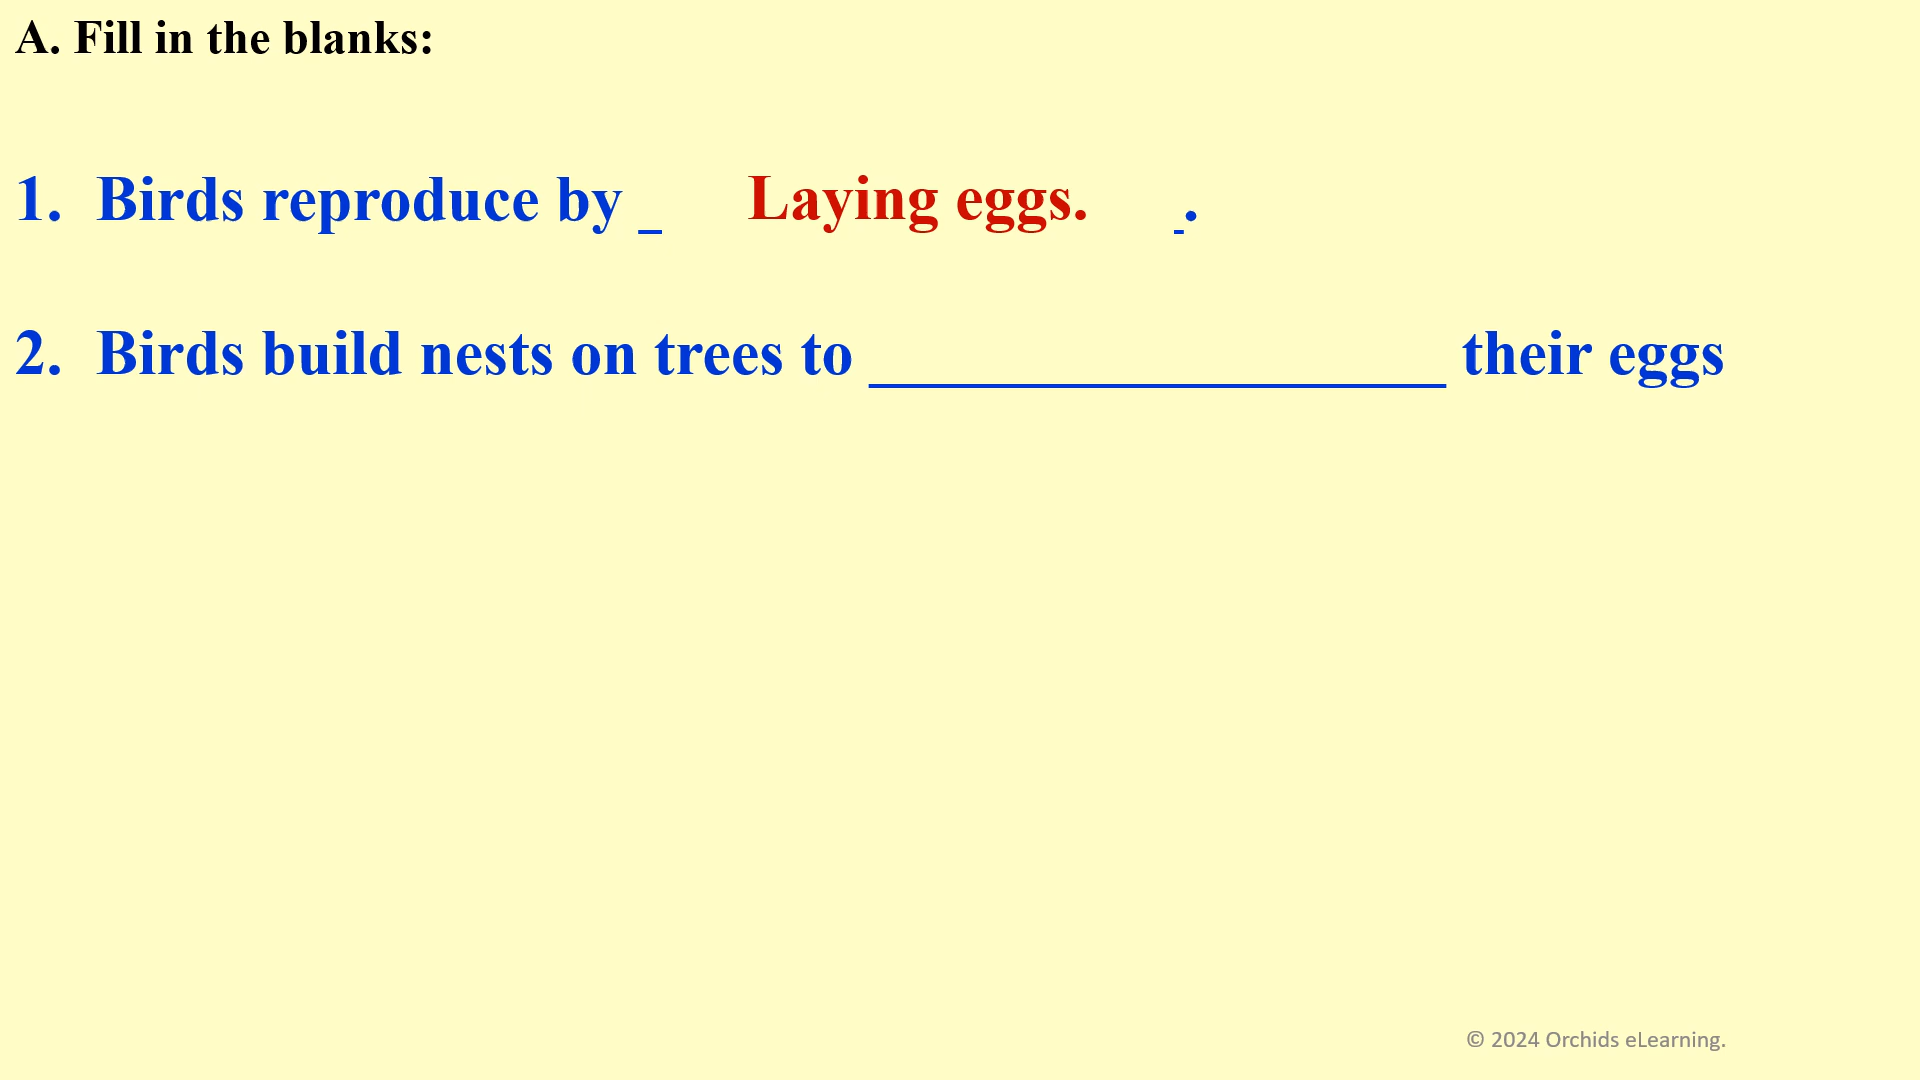 A. Fill in the blanks:
1. Birds reproduce by _ Laying eggs. _.
2. Birds build nests on trees to __________________ their eggs
© 2024 Orchids eLearning.